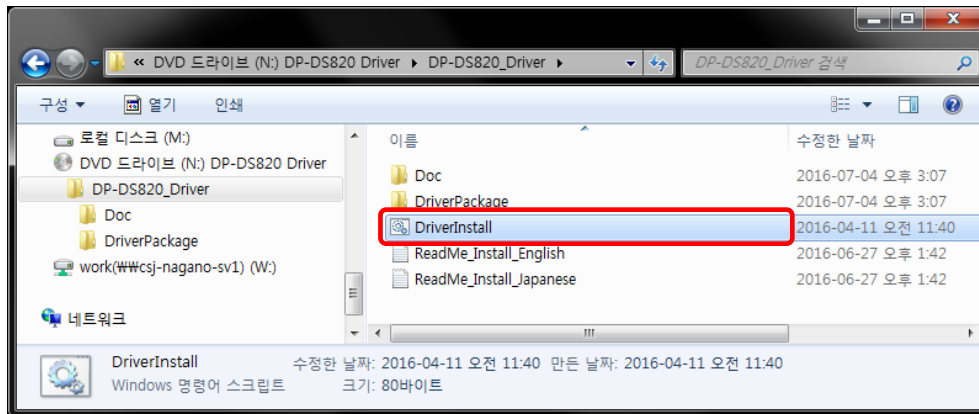 « DVD 드라이브 (N:) DP-DS820 Driver ▸ DP-DS820_Driver ▸ DP-DS820_Driver 검색
구성 ▼ 열기 인쇄
로컬 디스크 (M:)
DVD 드라이브 (N:) DP-DS820 Driver
DP-DS820_Driver
Doc
DriverPackage
work(₩₩csj-nagano-sv1) (W:)
네트워크
이름 수정한 날짜
Doc 2016-07-04 오후 3:07
DriverPackage 2016-07-04 오후 3:07
DriverInstall 2016-04-11 오전 11:40
ReadMe_Install_English 2016-06-27 오후 1:42
ReadMe_Install_Japanese 2016-06-27 오후 1:42
DriverInstall 수정한 날짜: 2016-04-11 오전 11:40 만든 날짜: 2016-04-11 오전 11:40
Windows 명령어 스크립트 크기: 80바이트